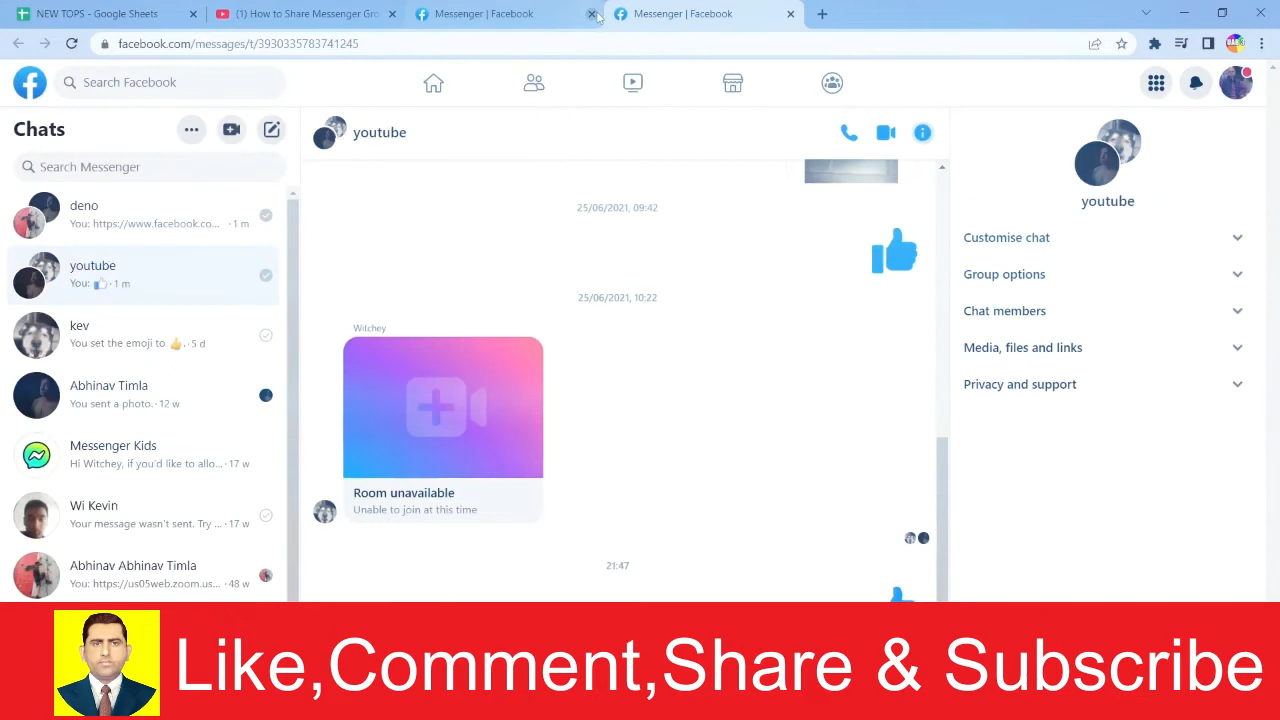 NEW TOPS - Google Sheets
(1) How to Share Messenger Gro
Messenger | Facebook
Messenger | Facebook
facebook.com/messages/t/3930335783741245
Search Facebook
Chats
Search Messenger
deno
You: https://www.facebook.co... · 1 m
youtube
You: 👍 · 1 m
kev
You set the emoji to 👍. · 5 d
Abhinav Timla
You sent a photo. · 12 w
Messenger Kids
Hi Witchey, if you'd like to allo... · 17 w
Wl Kevin
Your message wasn't sent. Try ... · 17 w
Abhinav Abhinav Timla
You: https://us05web.zoom.us... · 48 w
youtube
25/06/2021, 09:42
25/06/2021, 10:22
Witchey
Room unavailable
Unable to join at this time
21:47
youtube
Customise chat
Group options
Chat members
Media, files and links
Privacy and support
Like,Comment,Share & Subscribe